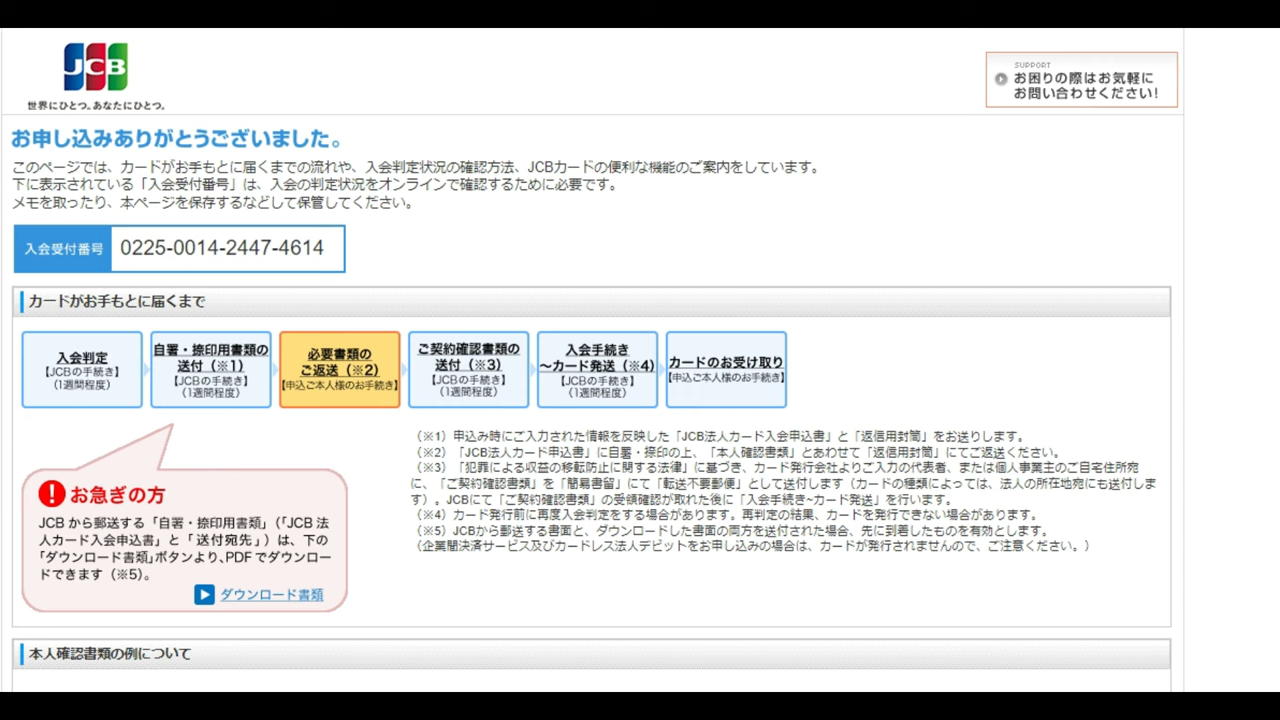 JCB
世界にひとつ。あなたにひとつ。
SUPPORT
お困りの際はお気軽に
お問い合わせください!
お申し込みありがとうございました。
このページでは、カードがお手もとに届くまでの流れや、入会判定状況の確認方法、JCBカードの便利な機能のご案内をしています。
下に表示されている「入会受付番号」は、入会の判定状況をオンラインで確認するために必要です。
メモを取ったり、本ページを保存するなどして保管してください。
入会受付番号 0225-0014-2447-4614
カードがお手もとに届くまで
入会判定
【JCBの手続き】
(1週間程度)
自署・捺印用書類の
送付(※1)
【JCBの手続き】
(1週間程度)
必要書類の
ご返送(※2)
【申込ご本人様のお手続き】
ご契約確認書類の
送付(※3)
【JCBの手続き】
(1週間程度)
入会手続き
~カード発送(※4)
【JCBの手続き】
(1週間程度)
カードのお受け取り
【申込ご本人様のお手続き】
お急ぎの方
JCB から郵送する「自署・捺印用書類」(「JCB 法
人カード入会申込書」と「送付宛先」)は、下の
「ダウンロード書類」ボタンより、PDF でダウンロー
ドできます(※5)。
ダウンロード書類
(※1)申込み時にご入力された情報を反映した「JCB法人カード入会申込書」と「返信用封筒」をお送りします。
(※2)「JCB法人カード申込書」に自署・捺印の上、「本人確認書類」とあわせて「返信用封筒」にてご返送ください。
(※3)「犯罪による収益の移転防止に関する法律」に基づき、カード発行会社よりご入力の代表者、または個人事業主のご自宅住所宛
に、「ご契約確認書類」を「簡易書留」にて「転送不要郵便」として送付します(カードの種類によっては、法人の所在地宛にも送付しま
す)。JCBにて「ご契約確認書類」の受領確認が取れた後に「入会手続き~カード発送」を行います。
(※4)カード発行前に再度入会判定をする場合があります。再判定の結果、カードを発行できない場合があります。
(※5)JCBから郵送する書面と、ダウンロードした書面の両方を送付された場合、先に到着したものを有効とします。
(企業間決済サービス及びカードレス法人デビットをお申し込みの場合は、カードが発行されませんので、ご注意ください。)
本人確認書類の例について